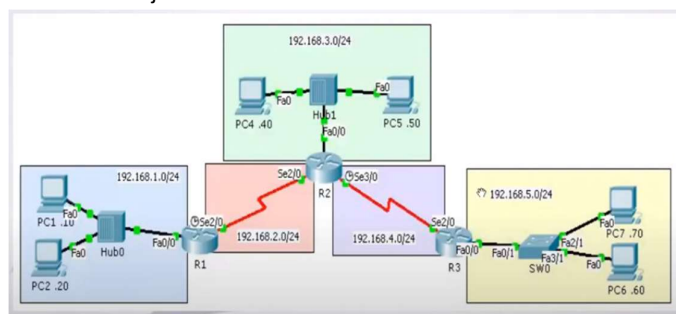 192.168.3.0/24
Fa0
Fa0
PC4 .40
Hub1
PC5 .50
Fa0/0
192.168.1.0/24
Se2/0
Se3/0
R2
192.168.5.0/24
PC1 .10
Fa0
Se2/0
Se2/0
PC7 .70
Fa0
Fa0/0
192.168.2.0/24
192.168.4.0/24
Fa0/0
Fa0/1
Fa2/1
Fa0
Hub0
R1
R3
SW0
Fa3/1
Fa0
PC2 .20
PC6 .60